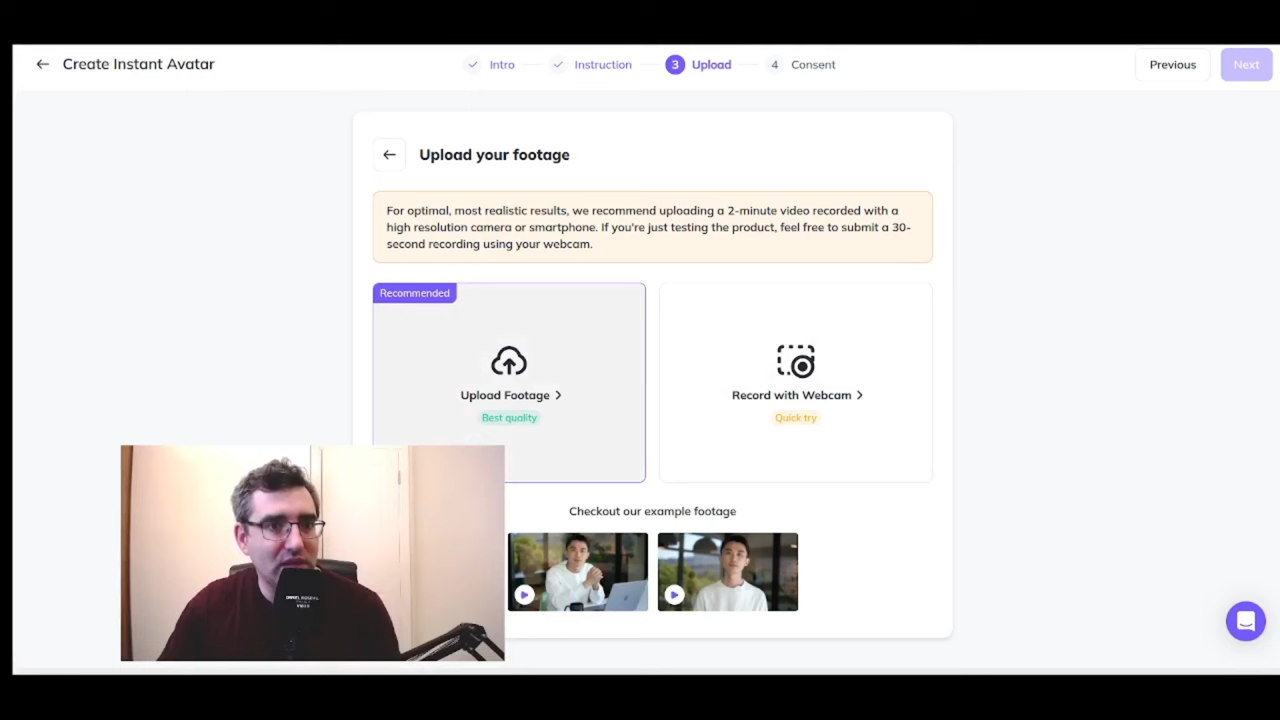 Create Instant Avatar
Intro
Instruction
3 Upload
4 Consent
Previous
Next
Upload your footage
For optimal, most realistic results, we recommend uploading a 2-minute video recorded with a
high resolution camera or smartphone. If you're just testing the product, feel free to submit a 30-
second recording using your webcam.
Recommended
Upload Footage
Best quality
Record with Webcam
Quick try
Checkout our example footage